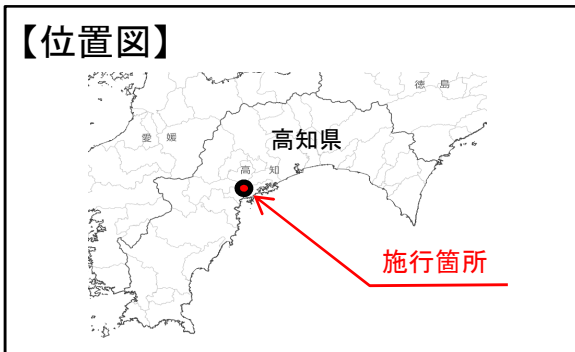 【位置図】
徳 島
愛 媛
高知県
高 知
施行箇所